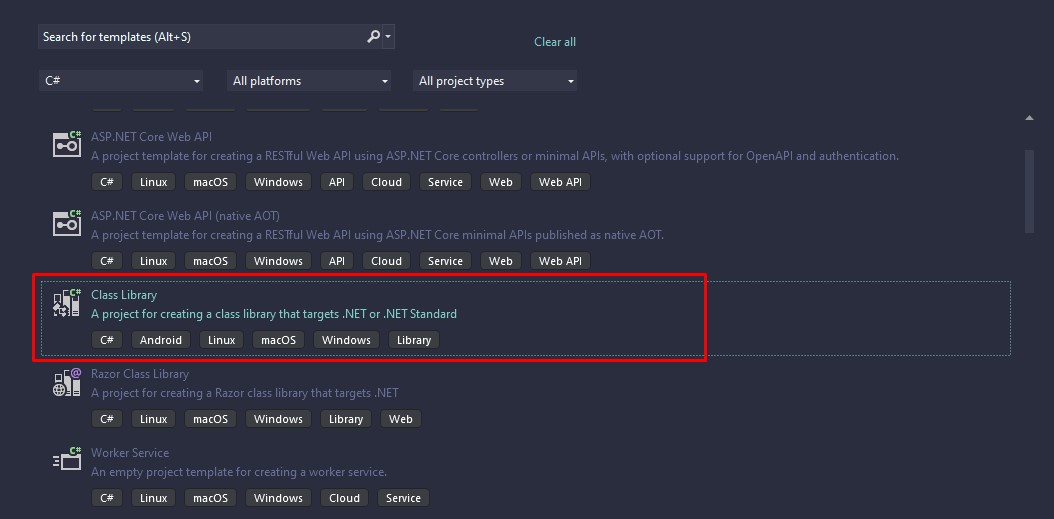 Search for templates (Alt+S)
Clear all
C# All platforms All project types
C#
ASP.NET Core Web API
A project template for creating a RESTful Web API using ASP.NET Core controllers or minimal APIs, with optional support for OpenAPI and authentication.
C# Linux macOS Windows API Cloud Service Web Web API
C#
ASP.NET Core Web API (native AOT)
A project template for creating a RESTful Web API using ASP.NET Core minimal APIs published as native AOT.
C# Linux macOS Windows API Cloud Service Web Web API
C#
Class Library
A project for creating a class library that targets .NET or .NET Standard
C# Android Linux macOS Windows Library
@
Razor Class Library
A project for creating a Razor class library that targets .NET
C# Linux macOS Windows Library Web
C#
Worker Service
An empty project template for creating a worker service.
C# Linux macOS Windows Cloud Service